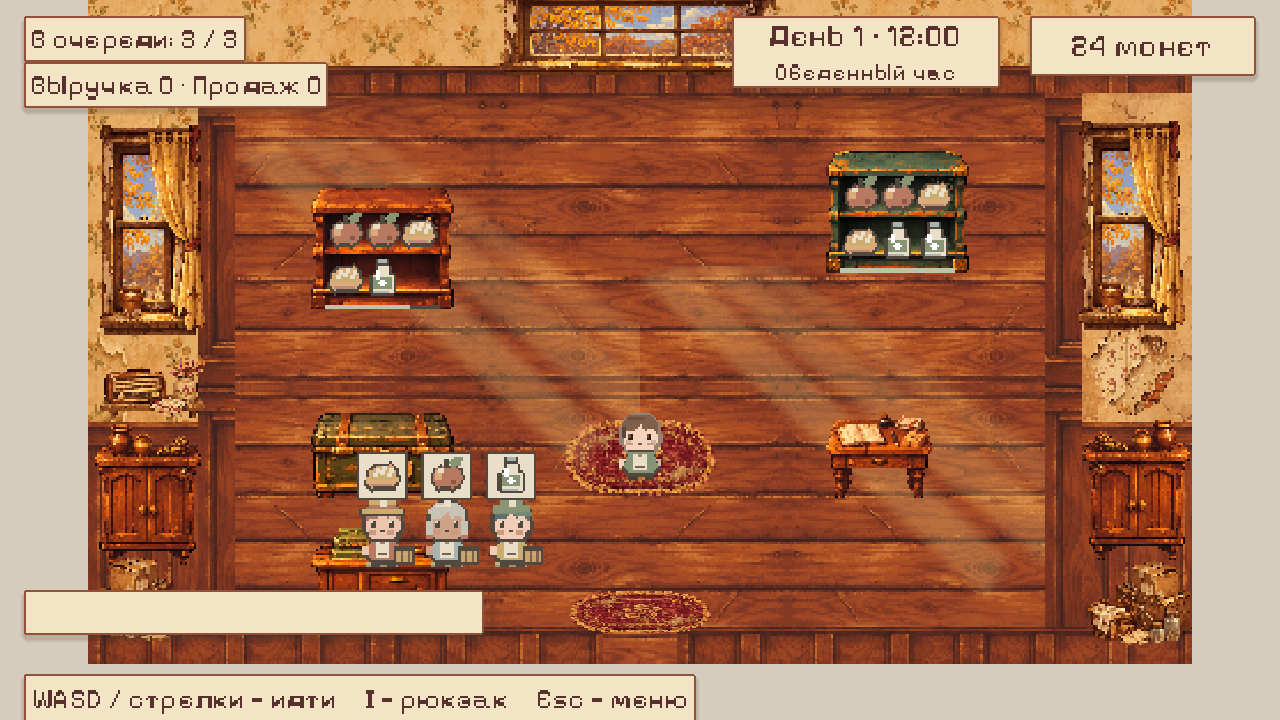 В очереди: 3 / 3
Выручка 0 · Продаж 0
День 1 · 12:00
Обеденный час
24 монет
WASD / стрелки - идти I - рюкзак Esc - меню